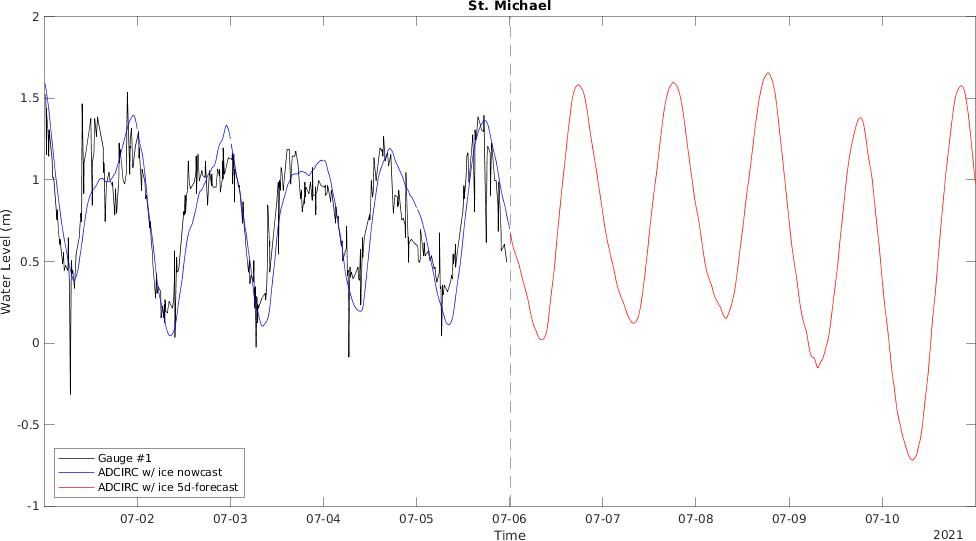 St. Michael
2
1.5
1
0.5
0
-0.5
-1
Water Level (m)
Gauge #1
ADCIRC w/ ice nowcast
ADCIRC w/ ice 5d-forecast
07-02 07-03 07-04 07-05 07-06 07-07 07-08 07-09 07-10
Time
2021